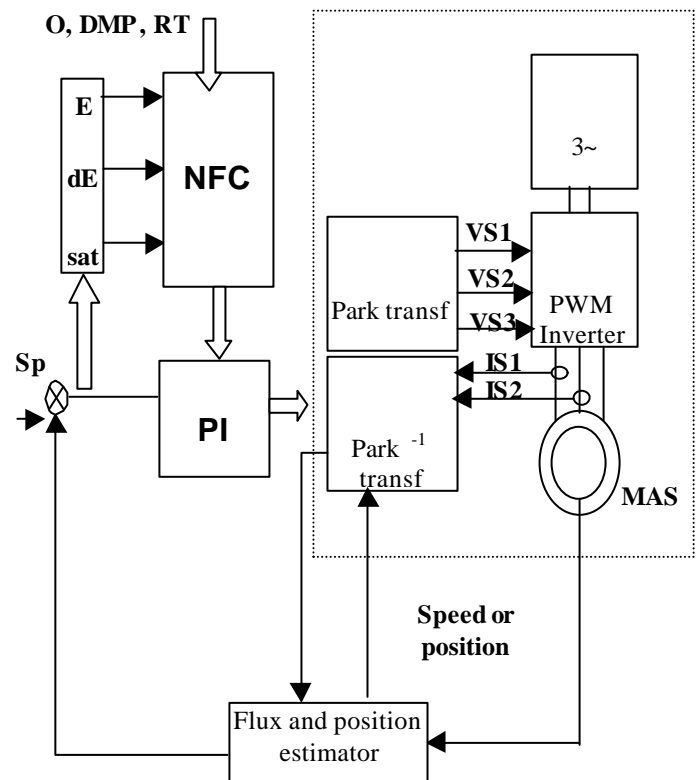 O, DMP, RT
E
dE
sat
NFC
Sp
PI
3~
Park transf
VS1
VS2
VS3
PWM
Inverter
IS1
IS2
Park -1
transf
MAS
Speed or
position
Flux and position
estimator